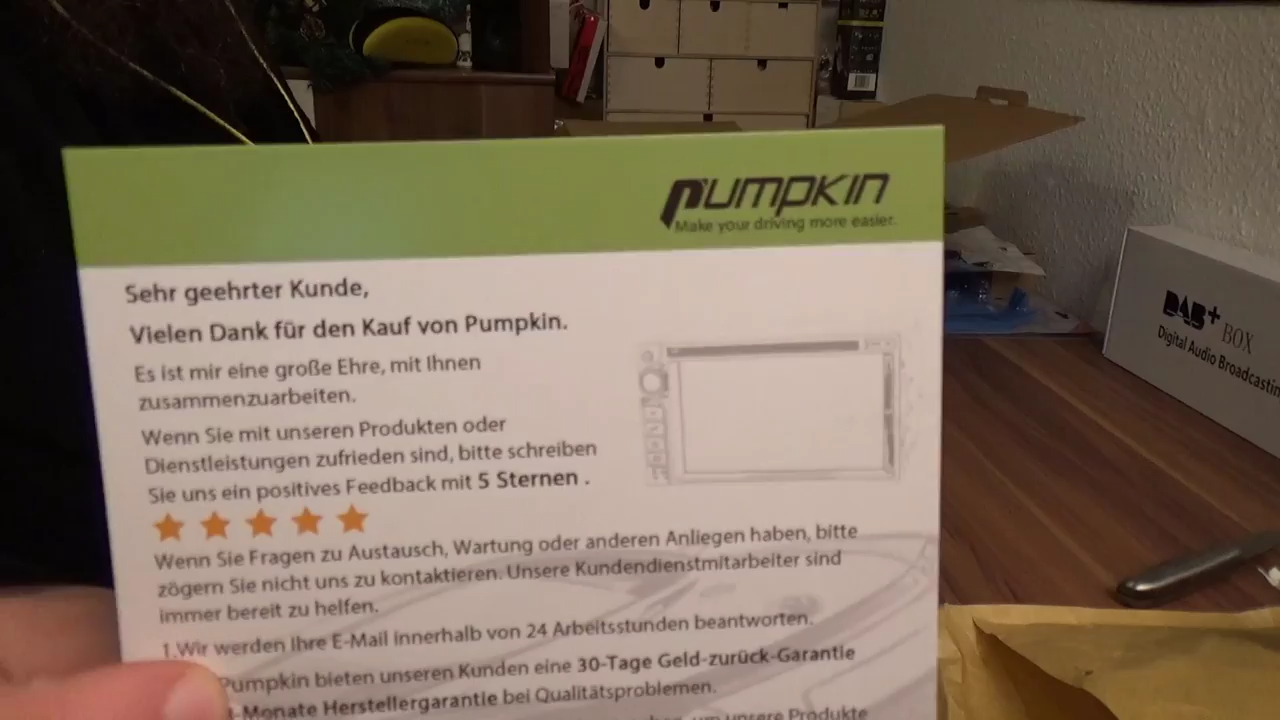 Pumpkin
Make your driving more easier.
Sehr geehrter Kunde,
Vielen Dank für den Kauf von Pumpkin.
Es ist mir eine große Ehre, mit Ihnen
zusammenzuarbeiten.
Wenn Sie mit unseren Produkten oder
Dienstleistungen zufrieden sind, bitte schreiben
Sie uns ein positives Feedback mit 5 Sternen .
Wenn Sie Fragen zu Austausch, Wartung oder anderen Anliegen haben, bitte
zögern Sie nicht uns zu kontaktieren. Unsere Kundendienstmitarbeiter sind
immer bereit zu helfen.
1.Wir werden Ihre E-Mail innerhalb von 24 Arbeitsstunden beantworten.
Pumpkin bieten unseren Kunden eine 30-Tage Geld-zurück-Garantie
-Monate Herstellergarantie bei Qualitätsproblemen.
um unsere Produkte
DAB+ BOX
Digital Audio Broadcasting